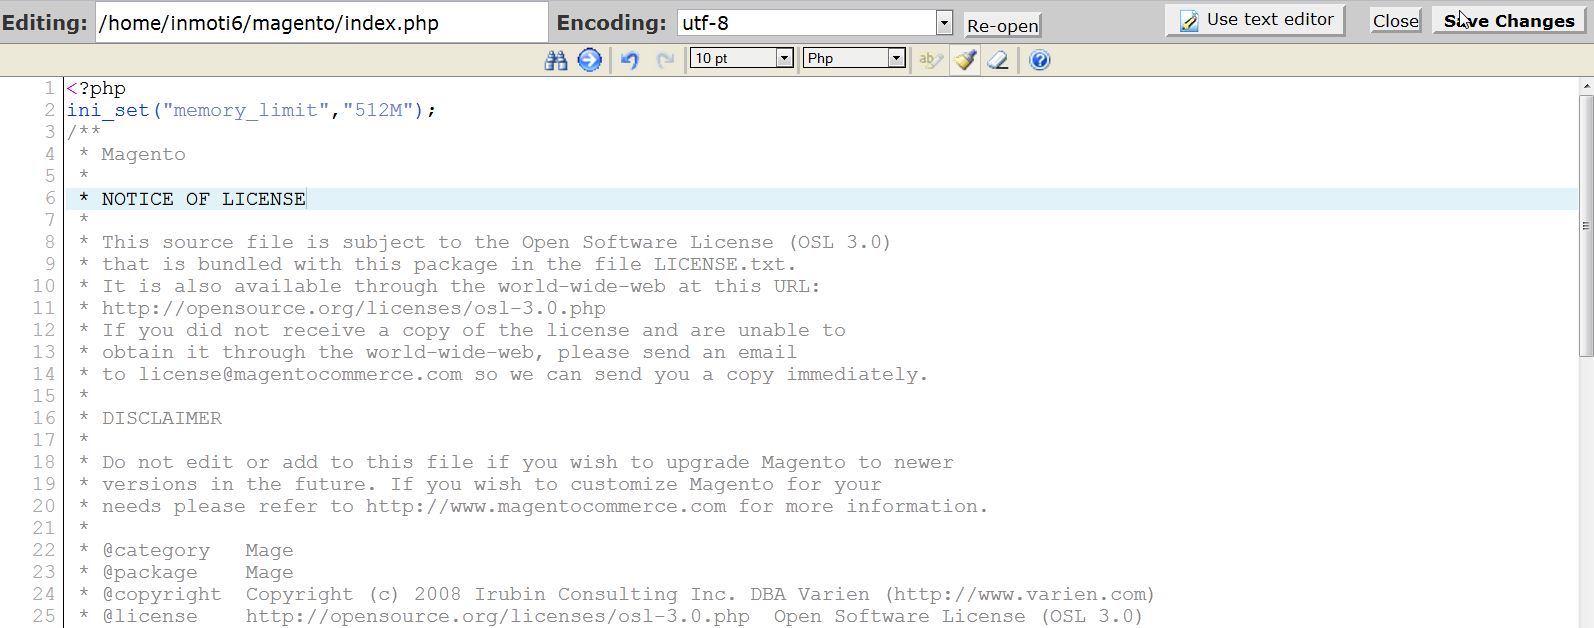 Editing: /home/inmoti6/magento/index.php Encoding: utf-8 Re-open Use text editor Close Save Changes
10 pt Php
1 <?php
2 ini_set("memory_limit","512M");
3 /**
4 * Magento
5 *
6 * NOTICE OF LICENSE
7 *
8 * This source file is subject to the Open Software License (OSL 3.0)
9 * that is bundled with this package in the file LICENSE.txt.
10 * It is also available through the world-wide-web at this URL:
11 * http://opensource.org/licenses/osl-3.0.php
12 * If you did not receive a copy of the license and are unable to
13 * obtain it through the world-wide-web, please send an email
14 * to license@magentocommerce.com so we can send you a copy immediately.
15 *
16 * DISCLAIMER
17 *
18 * Do not edit or add to this file if you wish to upgrade Magento to newer
19 * versions in the future. If you wish to customize Magento for your
20 * needs please refer to http://www.magentocommerce.com for more information.
21 *
22 * @category   Mage
23 * @package    Mage
24 * @copyright  Copyright (c) 2008 Irubin Consulting Inc. DBA Varien (http://www.varien.com)
25 * @license    http://opensource.org/licenses/osl-3.0.php  Open Software License (OSL 3.0)